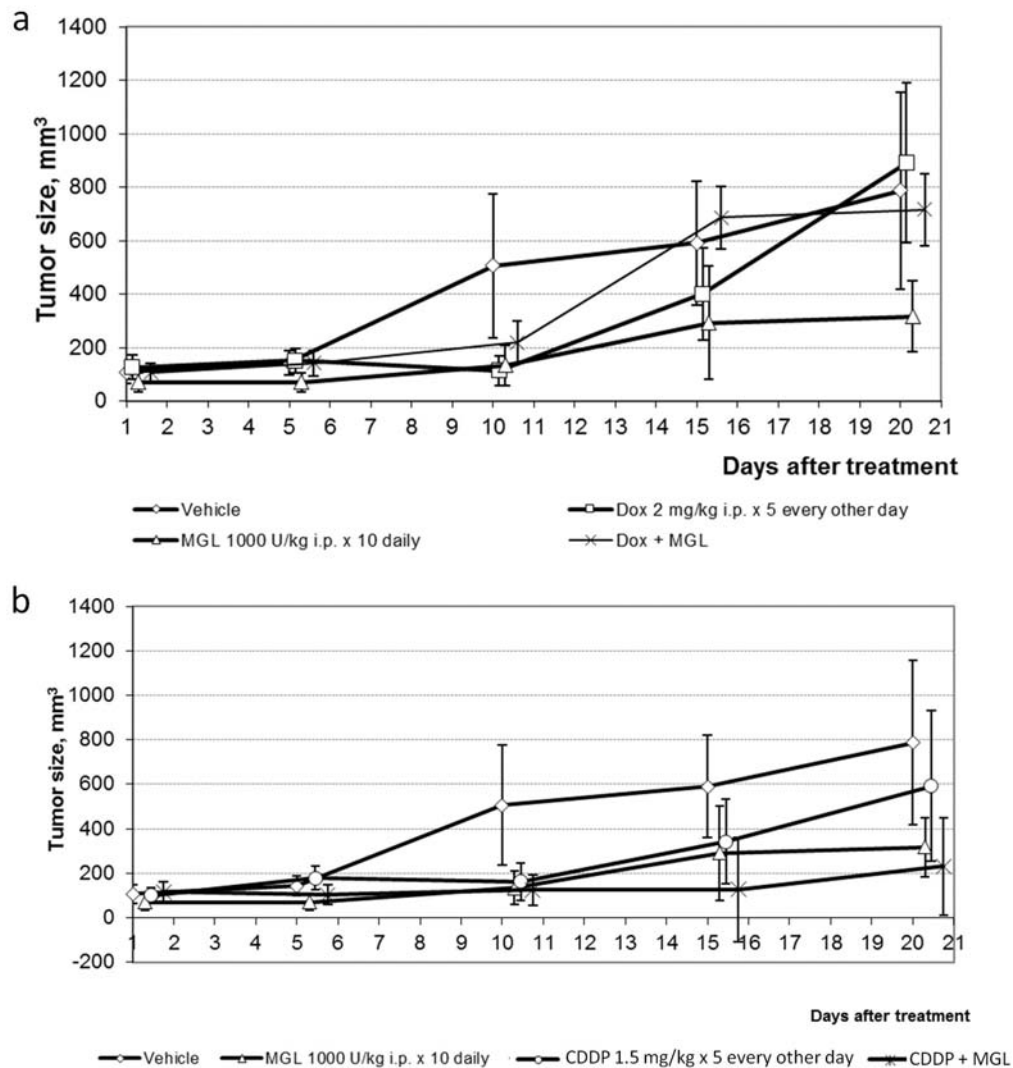 a
1400
1200
1000
800
600
400
200
0
Tumor size, mm³
1 2 3 4 5 6 7 8 9 10 11 12 13 14 15 16 17 18 19 20 21
Days after treatment
Vehicle Dox 2 mg/kg i.p. x 5 every other day
MGL 1000 U/kg i.p. x 10 daily Dox + MGL
b
1400
1200
1000
800
600
400
200
0
-200
Tumor size, mm³
1 2 3 4 5 6 7 8 9 10 11 12 13 14 15 16 17 18 19 20 21
Days after treatment
Vehicle MGL 1000 U/kg i.p. x 10 daily CDDP 1.5 mg/kg x 5 every other day CDDP + MGL